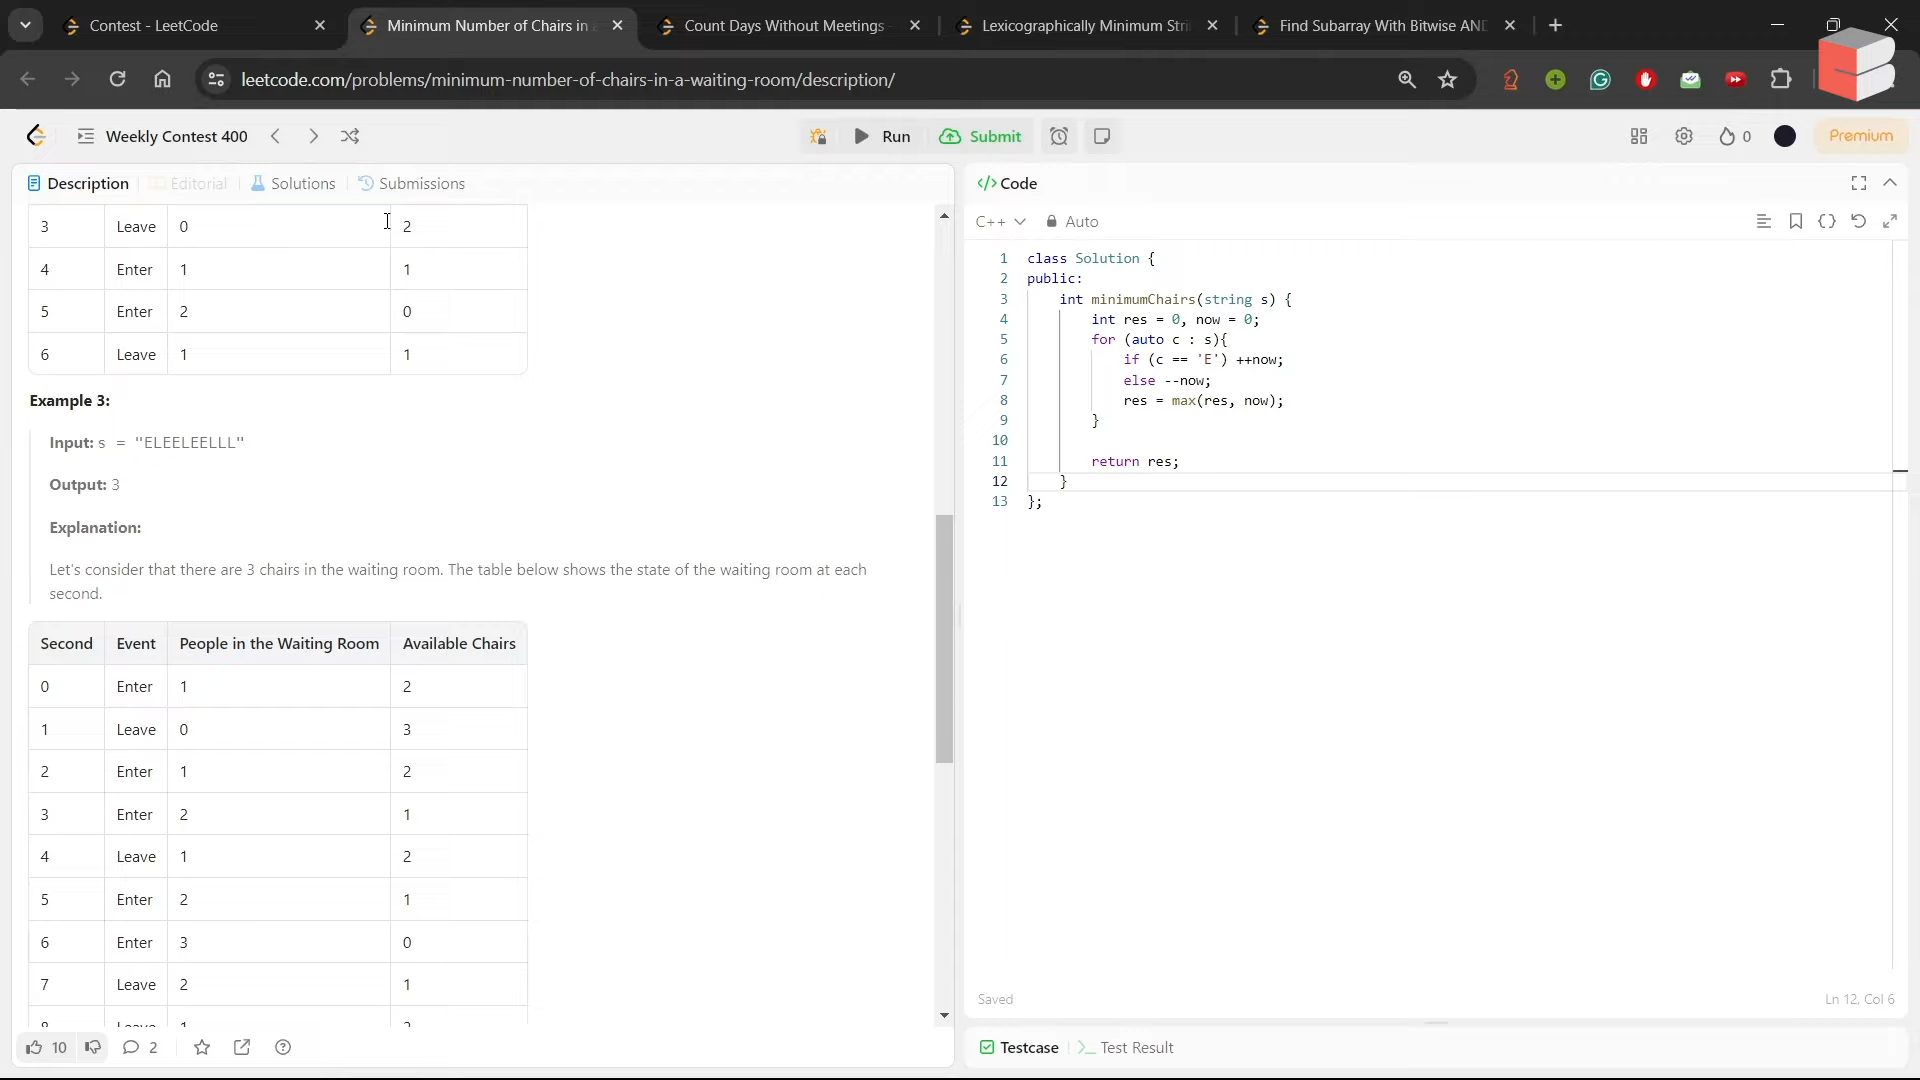 Contest - LeetCode
Minimum Number of Chairs in a
Count Days Without Meetings -
Lexicographically Minimum Stri
Find Subarray With Bitwise AND
leetcode.com/problems/minimum-number-of-chairs-in-a-waiting-room/description/
Weekly Contest 400
Run
Submit
0
Premium
Description
Editorial
Solutions
Submissions
3 Leave 0 2
4 Enter 1 1
5 Enter 2 0
6 Leave 1 1
Example 3:
Input: s = "ELEELEELLL"
Output: 3
Explanation:
Let's consider that there are 3 chairs in the waiting room. The table below shows the state of the waiting room at each
second.
Second Event People in the Waiting Room Available Chairs
0 Enter 1 2
1 Leave 0 3
2 Enter 1 2
3 Enter 2 1
4 Leave 1 2
5 Enter 2 1
6 Enter 3 0
7 Leave 2 1
8 Leave 1 2
10
2
</> Code
C++
Auto
1 class Solution {
2 public:
3 int minimumChairs(string s) {
4 int res = 0, now = 0;
5 for (auto c : s){
6 if (c == 'E') ++now;
7 else --now;
8 res = max(res, now);
9 }
10
11 return res;
12 }
13 };
Saved
Ln 12, Col 6
Testcase
Test Result